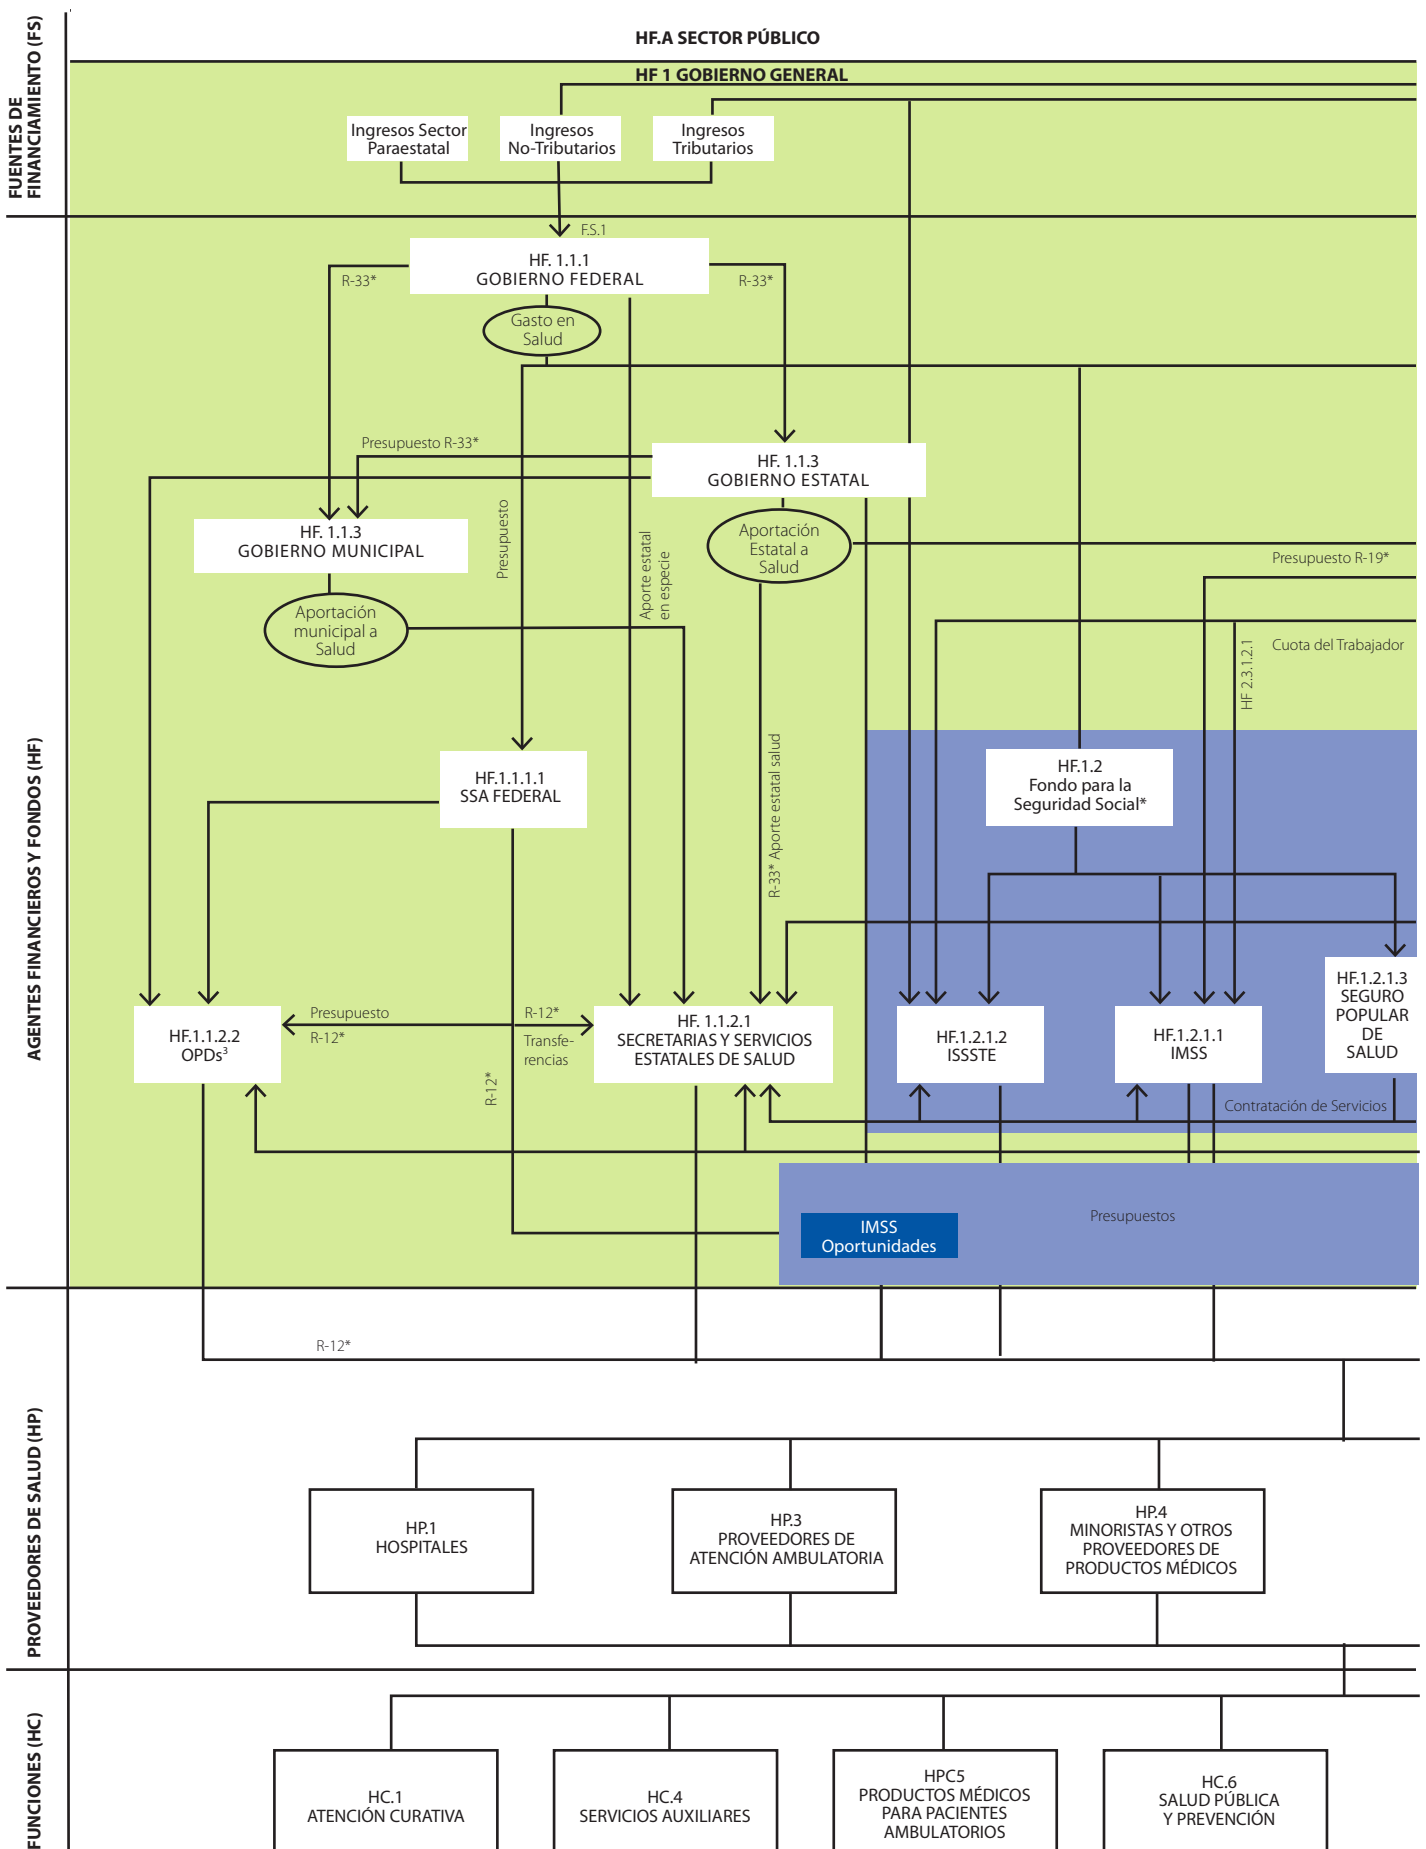 HF.A SECTOR PÚBLICO
FUENTES DE
FINANCIAMIENTO (FS)
HF 1 GOBIERNO GENERAL
Ingresos Sector
Paraestatal
Ingresos
No-Tributarios
Ingresos
Tributarios
F.S.1
AGENTES FINANCIEROS Y FONDOS (HF)
HF. 1.1.1
GOBIERNO FEDERAL
R-33*
R-33*
Gasto en
Salud
Presupuesto R-33*
HF. 1.1.3
GOBIERNO ESTATAL
HF. 1.1.3
GOBIERNO MUNICIPAL
Presupuesto
Aporte estatal
en especie
Aportación
Estatal a
Salud
Presupuesto R-19*
Aportación
municipal a
Salud
Cuota del Trabajador
HF 2.3.1.2.1
HF.1.1.1.1
SSA FEDERAL
R-33* Aporte estatal salud
HF.1.2
Fondo para la
Seguridad Social*
HF.1.1.2.2
OPDs³
Presupuesto
R-12*
R-12*
Transfe-
rencias
R-12*
HF. 1.1.2.1
SECRETARIAS Y SERVICIOS
ESTATALES DE SALUD
HF.1.2.1.2
ISSSTE
HF.1.2.1.1
IMSS
HF.1.2.1.3
SEGURO
POPULAR
DE
SALUD
Contratación de Servicios
IMSS
Oportunidades
Presupuestos
PROVEEDORES DE SALUD (HP)
R-12*
HP.1
HOSPITALES
HP.3
PROVEEDORES DE
ATENCIÓN AMBULATORIA
HP.4
MINORISTAS Y OTROS
PROVEEDORES DE
PRODUCTOS MÉDICOS
FUNCIONES (HC)
HC.1
ATENCIÓN CURATIVA
HC.4
SERVICIOS AUXILIARES
HPC5
PRODUCTOS MÉDICOS
PARA PACIENTES
AMBULATORIOS
HC.6
SALUD PÚBLICA
Y PREVENCIÓN